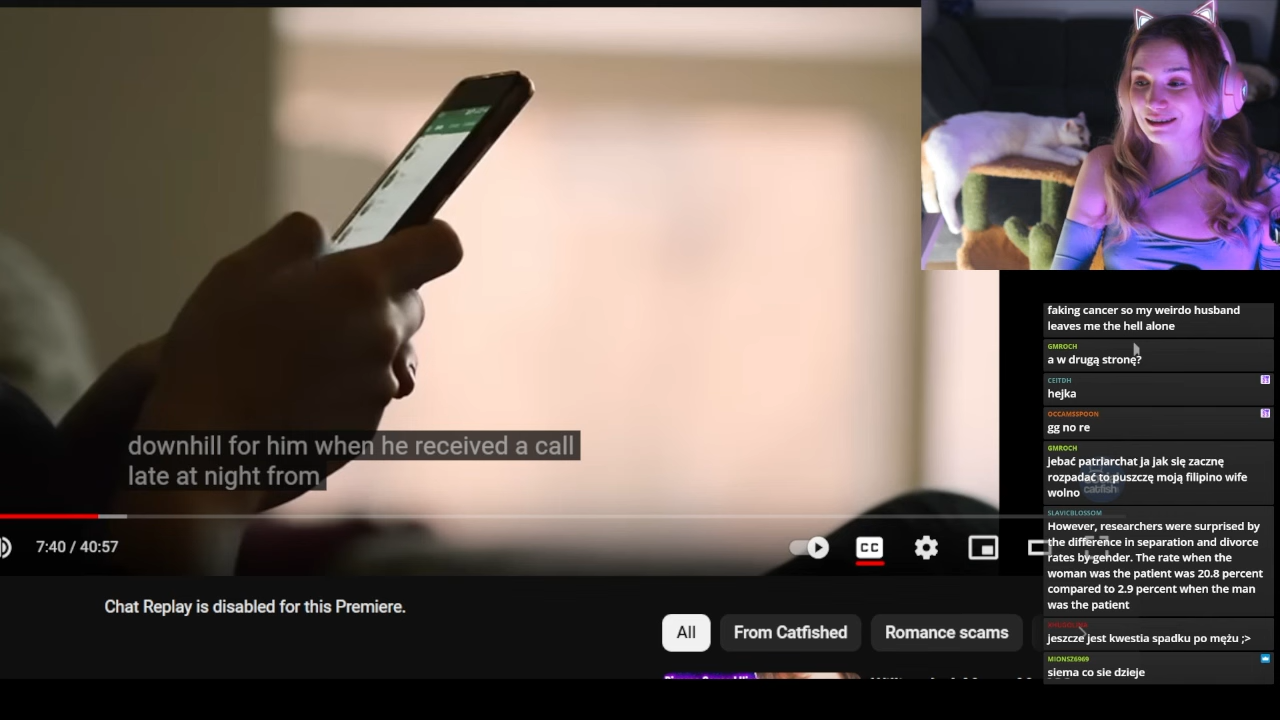 downhill for him when he received a call
late at night from
7:40 / 40:57
CC
Chat Replay is disabled for this Premiere.
All
From Catfished
Romance scams
faking cancer so my weirdo husband
leaves me the hell alone
GMROCH
a w drugą stronę?
CEITDH
hejka
OCCAMSSPOON
gg no re
GMROCH
jebać patriarchat ja jak się zacznę
rozpadać to puszczę moją filipino wife
wolno
catfish
SLAVICBLOSSOM
However, researchers were surprised by
the difference in separation and divorce
rates by gender. The rate when the
woman was the patient was 20.8 percent
compared to 2.9 percent when the man
was the patient
jeszcze jest kwestia spadku po mężu ;>
MIONSZ6969
siema co sie dzieje